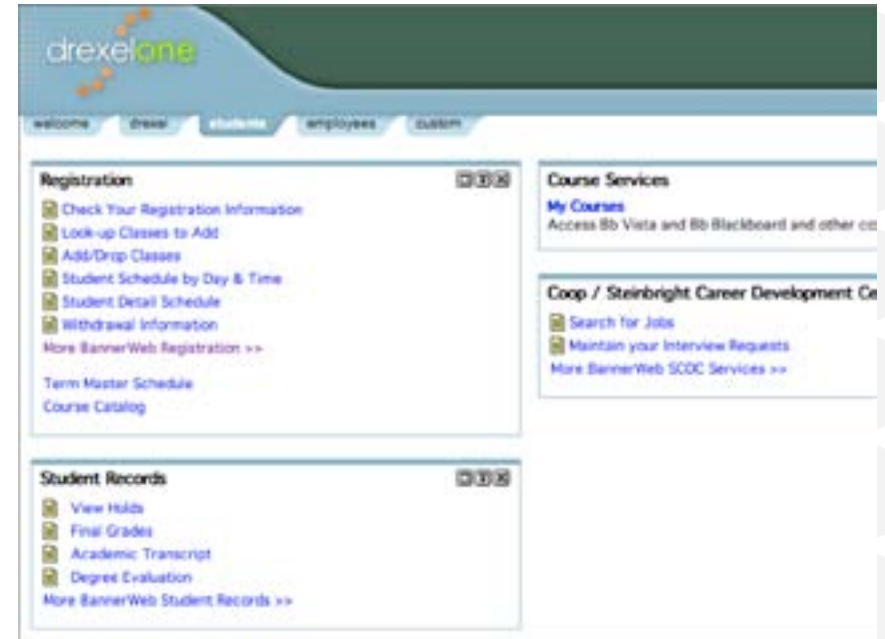 drexelone
welcome drexel students employees custom
Registration
Check Your Registration Information
Look-up Classes to Add
Add/Drop Classes
Student Schedule by Day & Time
Student Detail Schedule
Withdrawal Information
More BannerWeb Registration >>
Term Master Schedule
Course Catalog
Student Records
View Holds
Final Grades
Academic Transcript
Degree Evaluation
More BannerWeb Student Records >>
Course Services
My Courses
Access Bb Vista and Bb Blackboard and other co
Coop / Steinbright Career Development Ce
Search for Jobs
Maintain your Interview Requests
More BannerWeb SCDC Services >>